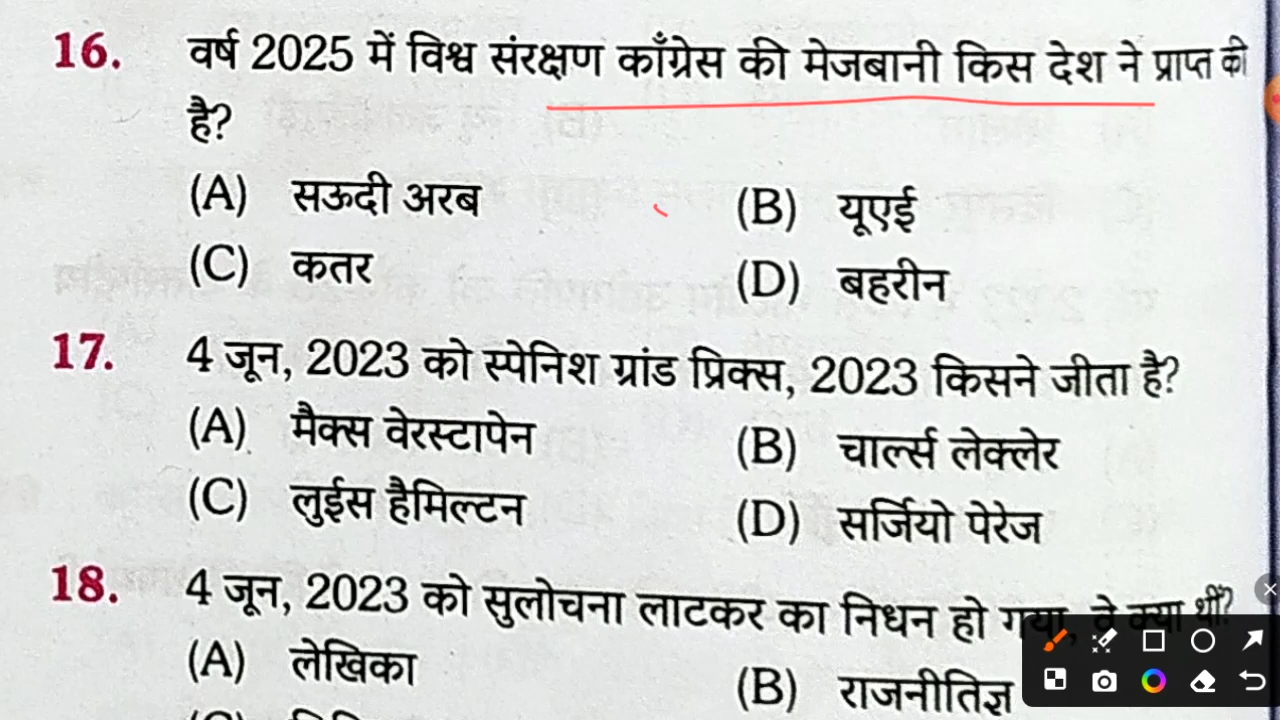 16. वर्ष 2025 में विश्व संरक्षण काँग्रेस की मेजबानी किस देश ने प्राप्त की
है?
(A) सऊदी अरब (B) यूएई
(C) कतर (D) बहरीन
17. 4 जून, 2023 को स्पेनिश ग्रांड प्रिक्स, 2023 किसने जीता है?
(A) मैक्स वेरस्टापेन (B) चार्ल्स लेक्लेर
(C) लुईस हैमिल्टन (D) सर्जियो पेरेज
18. 4 जून, 2023 को सुलोचना लाटकर का निधन हो गया, वे क्या थीं?
(A) लेखिका (B) राजनीतिज्ञ